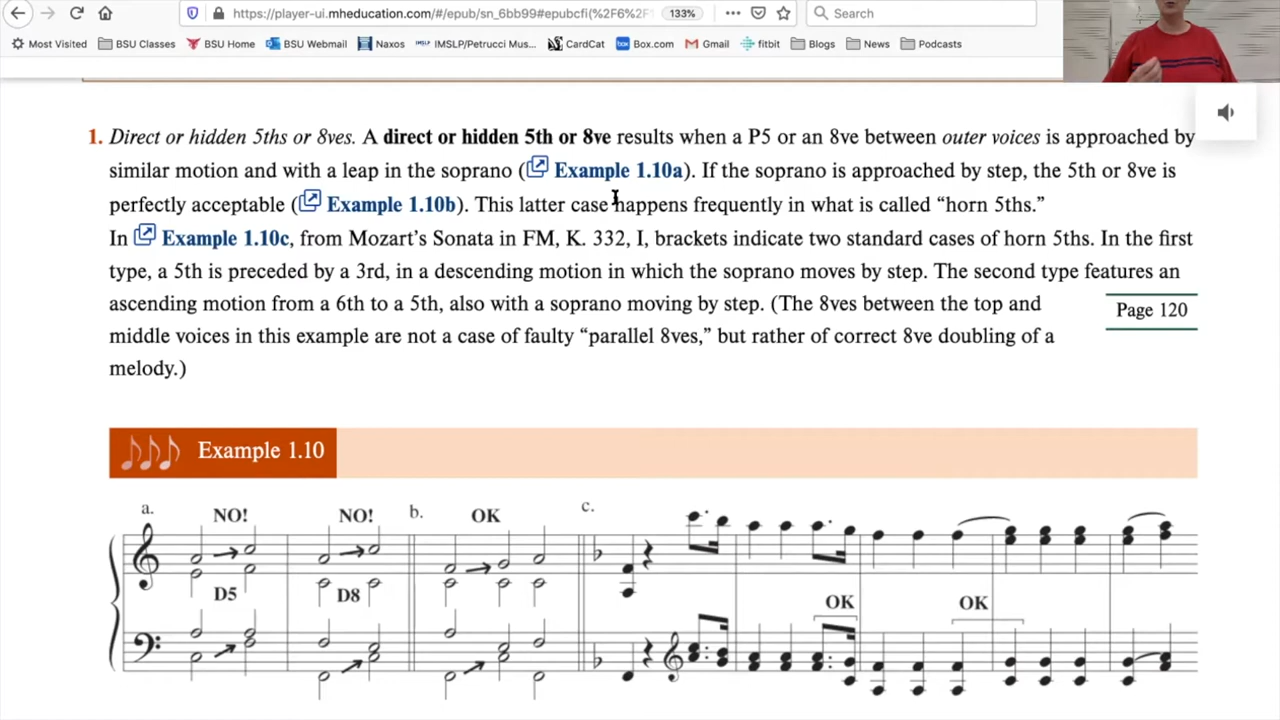 https://player-ui.mheducation.com/#/epub/sn_6bb99#epubcfi(%2F6%2F1
133%
Search
Most Visited
BSU Classes
BSU Home
BSU Webmail
Naxos
IMSLP
IMSLP/Petrucci Mus...
CardCat
box
Box.com
Gmail
fitbit
Blogs
News
Podcasts
1. Direct or hidden 5ths or 8ves. A direct or hidden 5th or 8ve results when a P5 or an 8ve between outer voices is approached by
similar motion and with a leap in the soprano (Example 1.10a). If the soprano is approached by step, the 5th or 8ve is
perfectly acceptable (Example 1.10b). This latter case happens frequently in what is called “horn 5ths.”
In Example 1.10c, from Mozart’s Sonata in FM, K. 332, I, brackets indicate two standard cases of horn 5ths. In the first
type, a 5th is preceded by a 3rd, in a descending motion in which the soprano moves by step. The second type features an
ascending motion from a 6th to a 5th, also with a soprano moving by step. (The 8ves between the top and
Page 120
middle voices in this example are not a case of faulty “parallel 8ves,” but rather of correct 8ve doubling of a
melody.)
Example 1.10
a.
NO!
NO!
b.
OK
c.
D5
D8
OK
OK